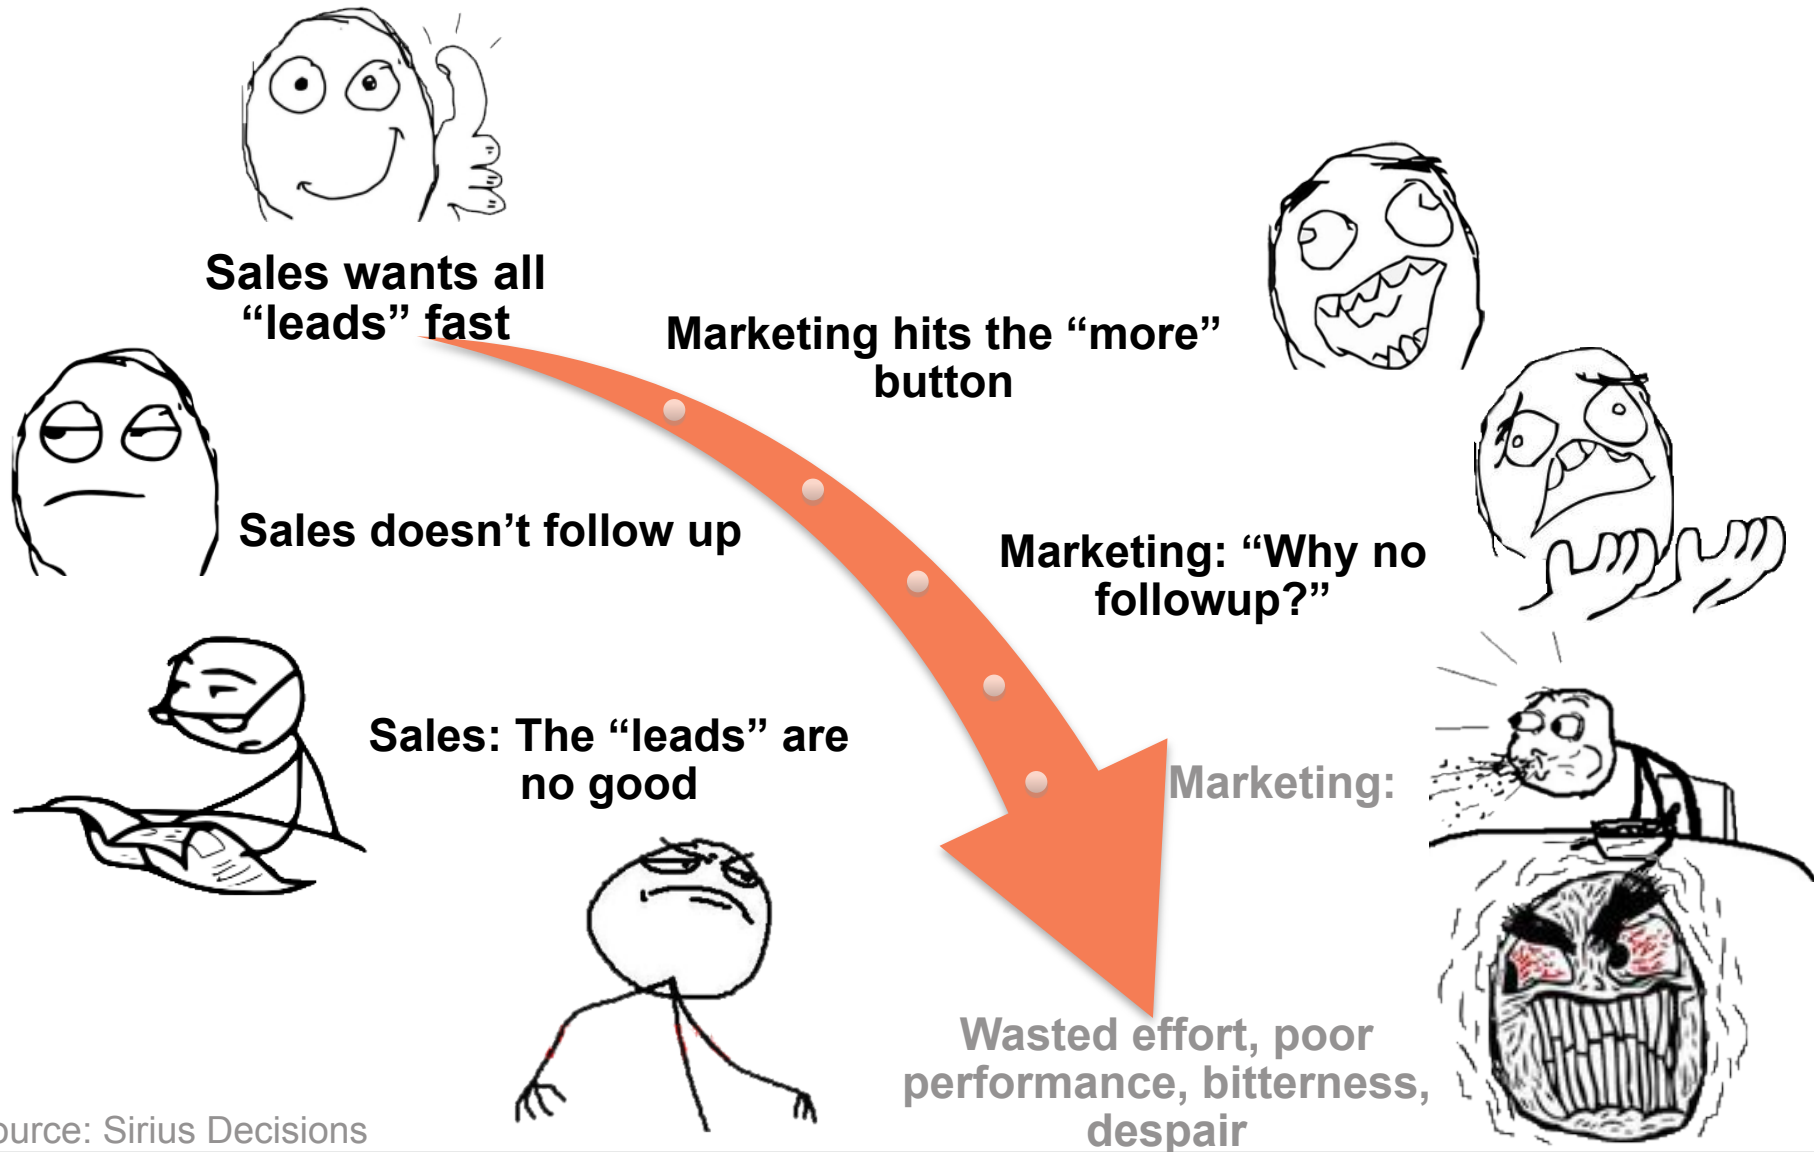 Sales wants all
“leads” fast
Marketing hits the “more”
button
Sales doesn’t follow up
Marketing: “Why no
followup?”
Sales: The “leads” are
no good
Marketing:
Wasted effort, poor
performance, bitterness,
despair
ource: Sirius Decisions